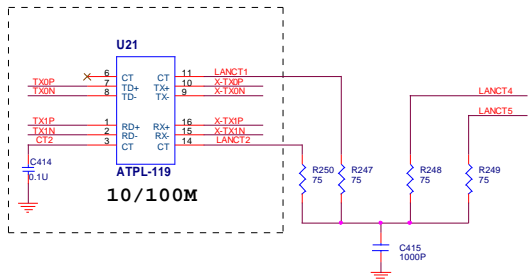 U21
6 CT CT 11 LANCT1
TX0P 7 TD+ TX+ 10 X-TX0P
TX0N 8 TD- TX- 9 X-TX0N
LANCT4
LANCT5
TX1P 1 RD+ RX+ 16 X-TX1P
TX1N 2 RD- RX- 15 X-TX1N
CT2 3 CT CT 14 LANCT2
C414
0.1U
ATPL-119
10/100M
R250
75
R247
75
R248
75
R249
75
C415
1000P